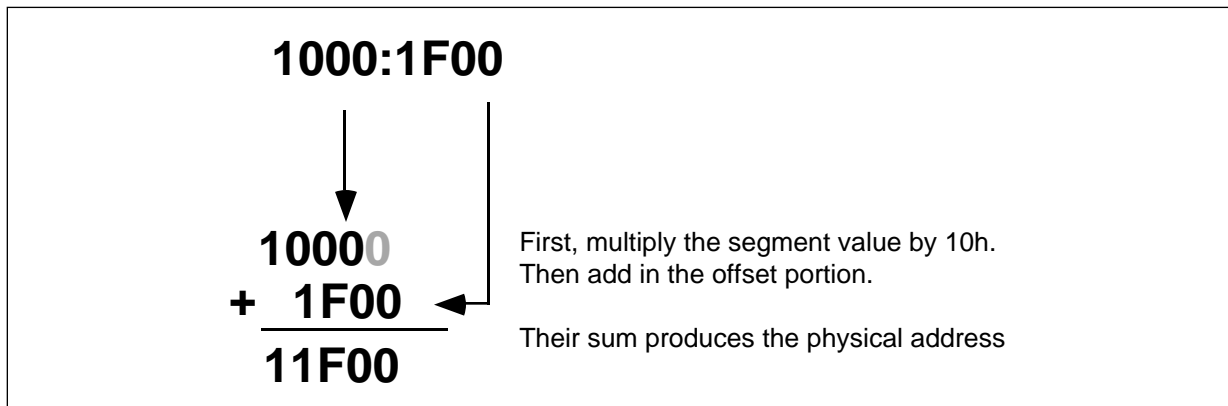 1000:1F00
10000
+ 1F00
11F00
First, multiply the segment value by 10h.
Then add in the offset portion.
Their sum produces the physical address